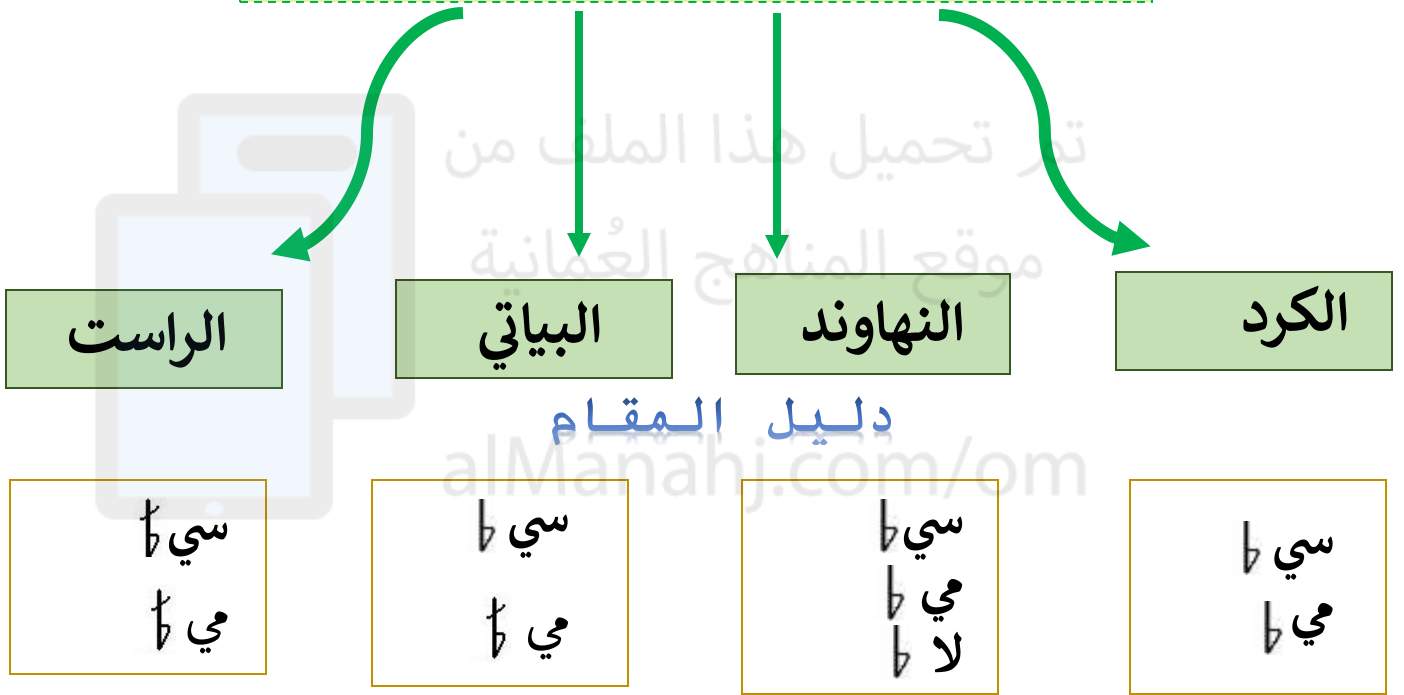 تم تحميل هذا الملف من
موقع المناهج العُمانية
alManahj.com/om
الكرد
النهاوند
البياتي
الراست
دليل المقام
سي
مي
سي
مي
لا
سي
مي
سي
مي